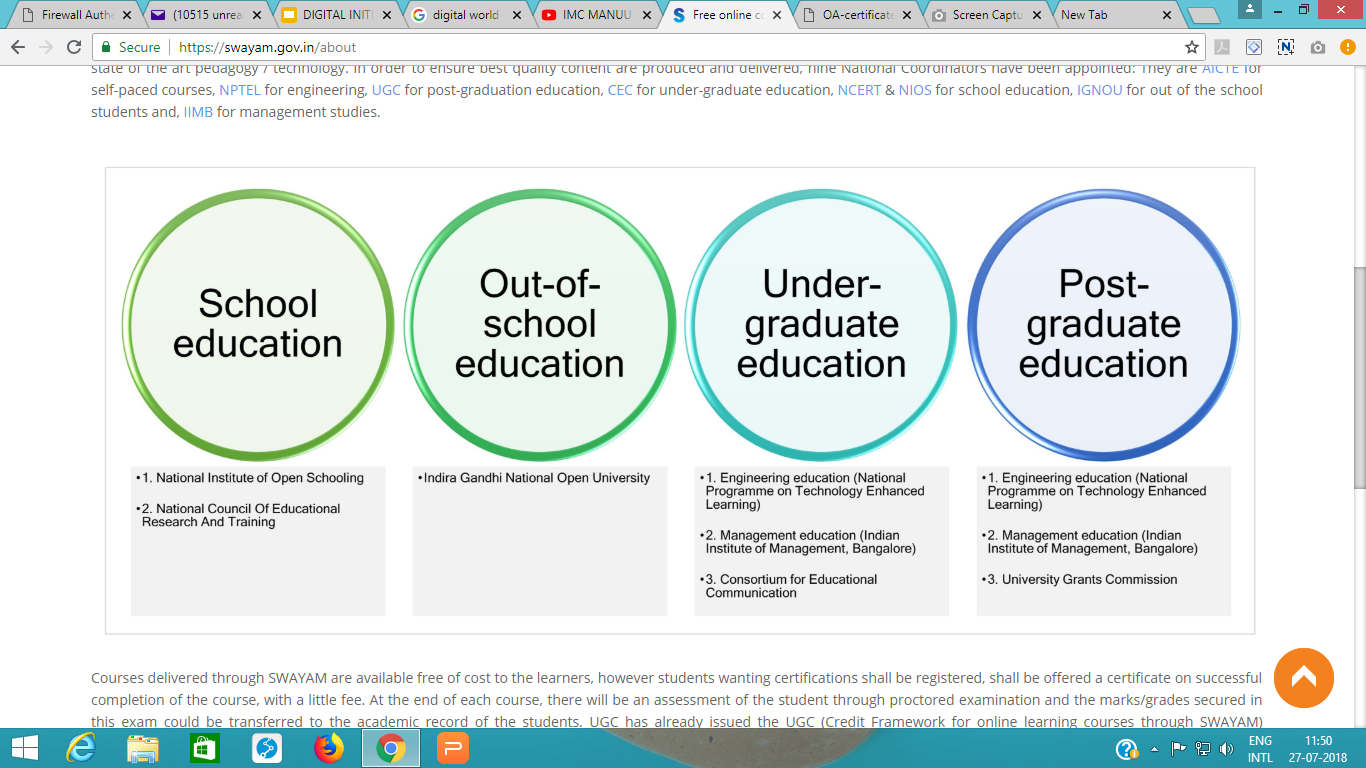 Firewall Auth
(10515 unrea
DIGITAL INIT
digital world
IMC MANUU
Free online co
OA-certificate
Screen Captu
New Tab
Secure
https://swayam.gov.in/about
state of the art pedagogy / technology. In order to ensure best quality content are produced and delivered, nine National Coordinators have been appointed: They are AICTE for
self-paced courses, NPTEL for engineering, UGC for post-graduation education, CEC for under-graduate education, NCERT & NIOS for school education, IGNOU for out of the school
students and, IIMB for management studies.
School
education
•1. National Institute of Open Schooling
•2. National Council Of Educational
Research And Training
Out-of-
school
education
•Indira Gandhi National Open University
Under-
graduate
education
•1. Engineering education (National
Programme on Technology Enhanced
Learning)
•2. Management education (Indian
Institute of Management, Bangalore)
•3. Consortium for Educational
Communication
Post-
graduate
education
•1. Engineering education (National
Programme on Technology Enhanced
Learning)
•2. Management education (Indian
Institute of Management, Bangalore)
•3. University Grants Commission
Courses delivered through SWAYAM are available free of cost to the learners, however students wanting certifications shall be registered, shall be offered a certificate on successful
completion of the course, with a little fee. At the end of each course, there will be an assessment of the student through proctored examination and the marks/grades secured in
this exam could be transferred to the academic record of the students. UGC has already issued the UGC (Credit Framework for online learning courses through SWAYAM)
ENG
INTL
11:50
27-07-2018